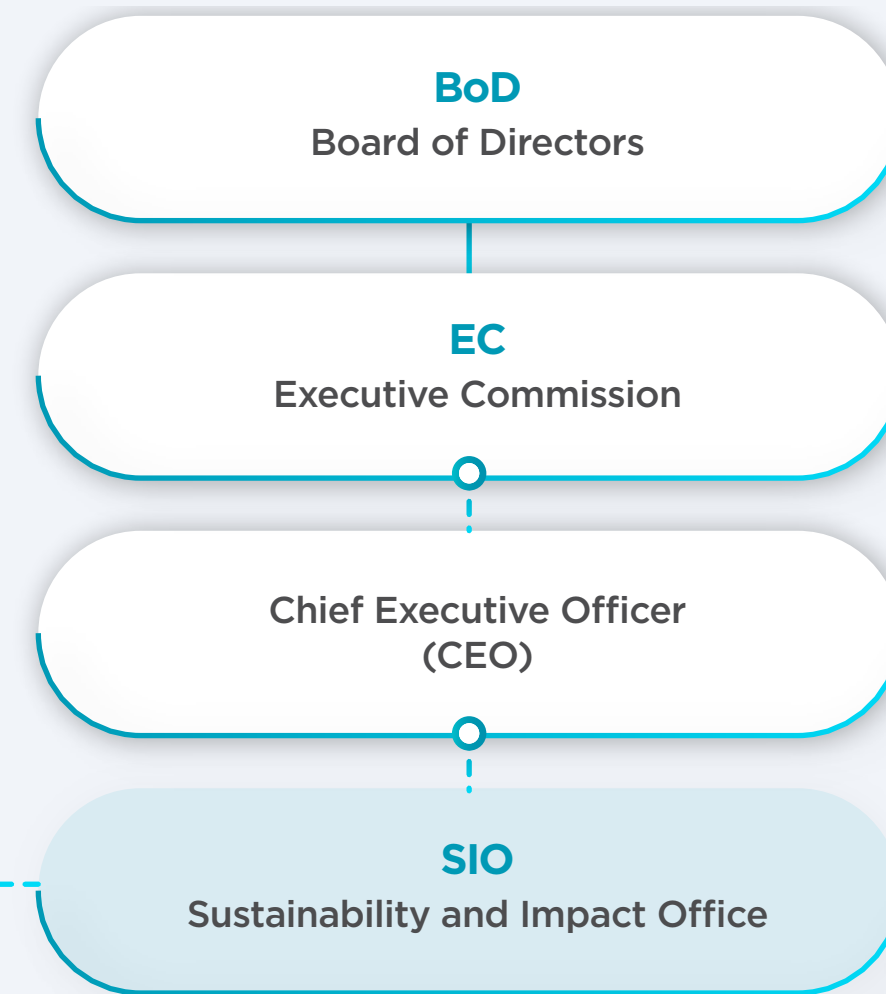 BoD
Board of Directors
EC
Executive Commission
Chief Executive Officer
(CEO)
SIO
Sustainability and Impact Office